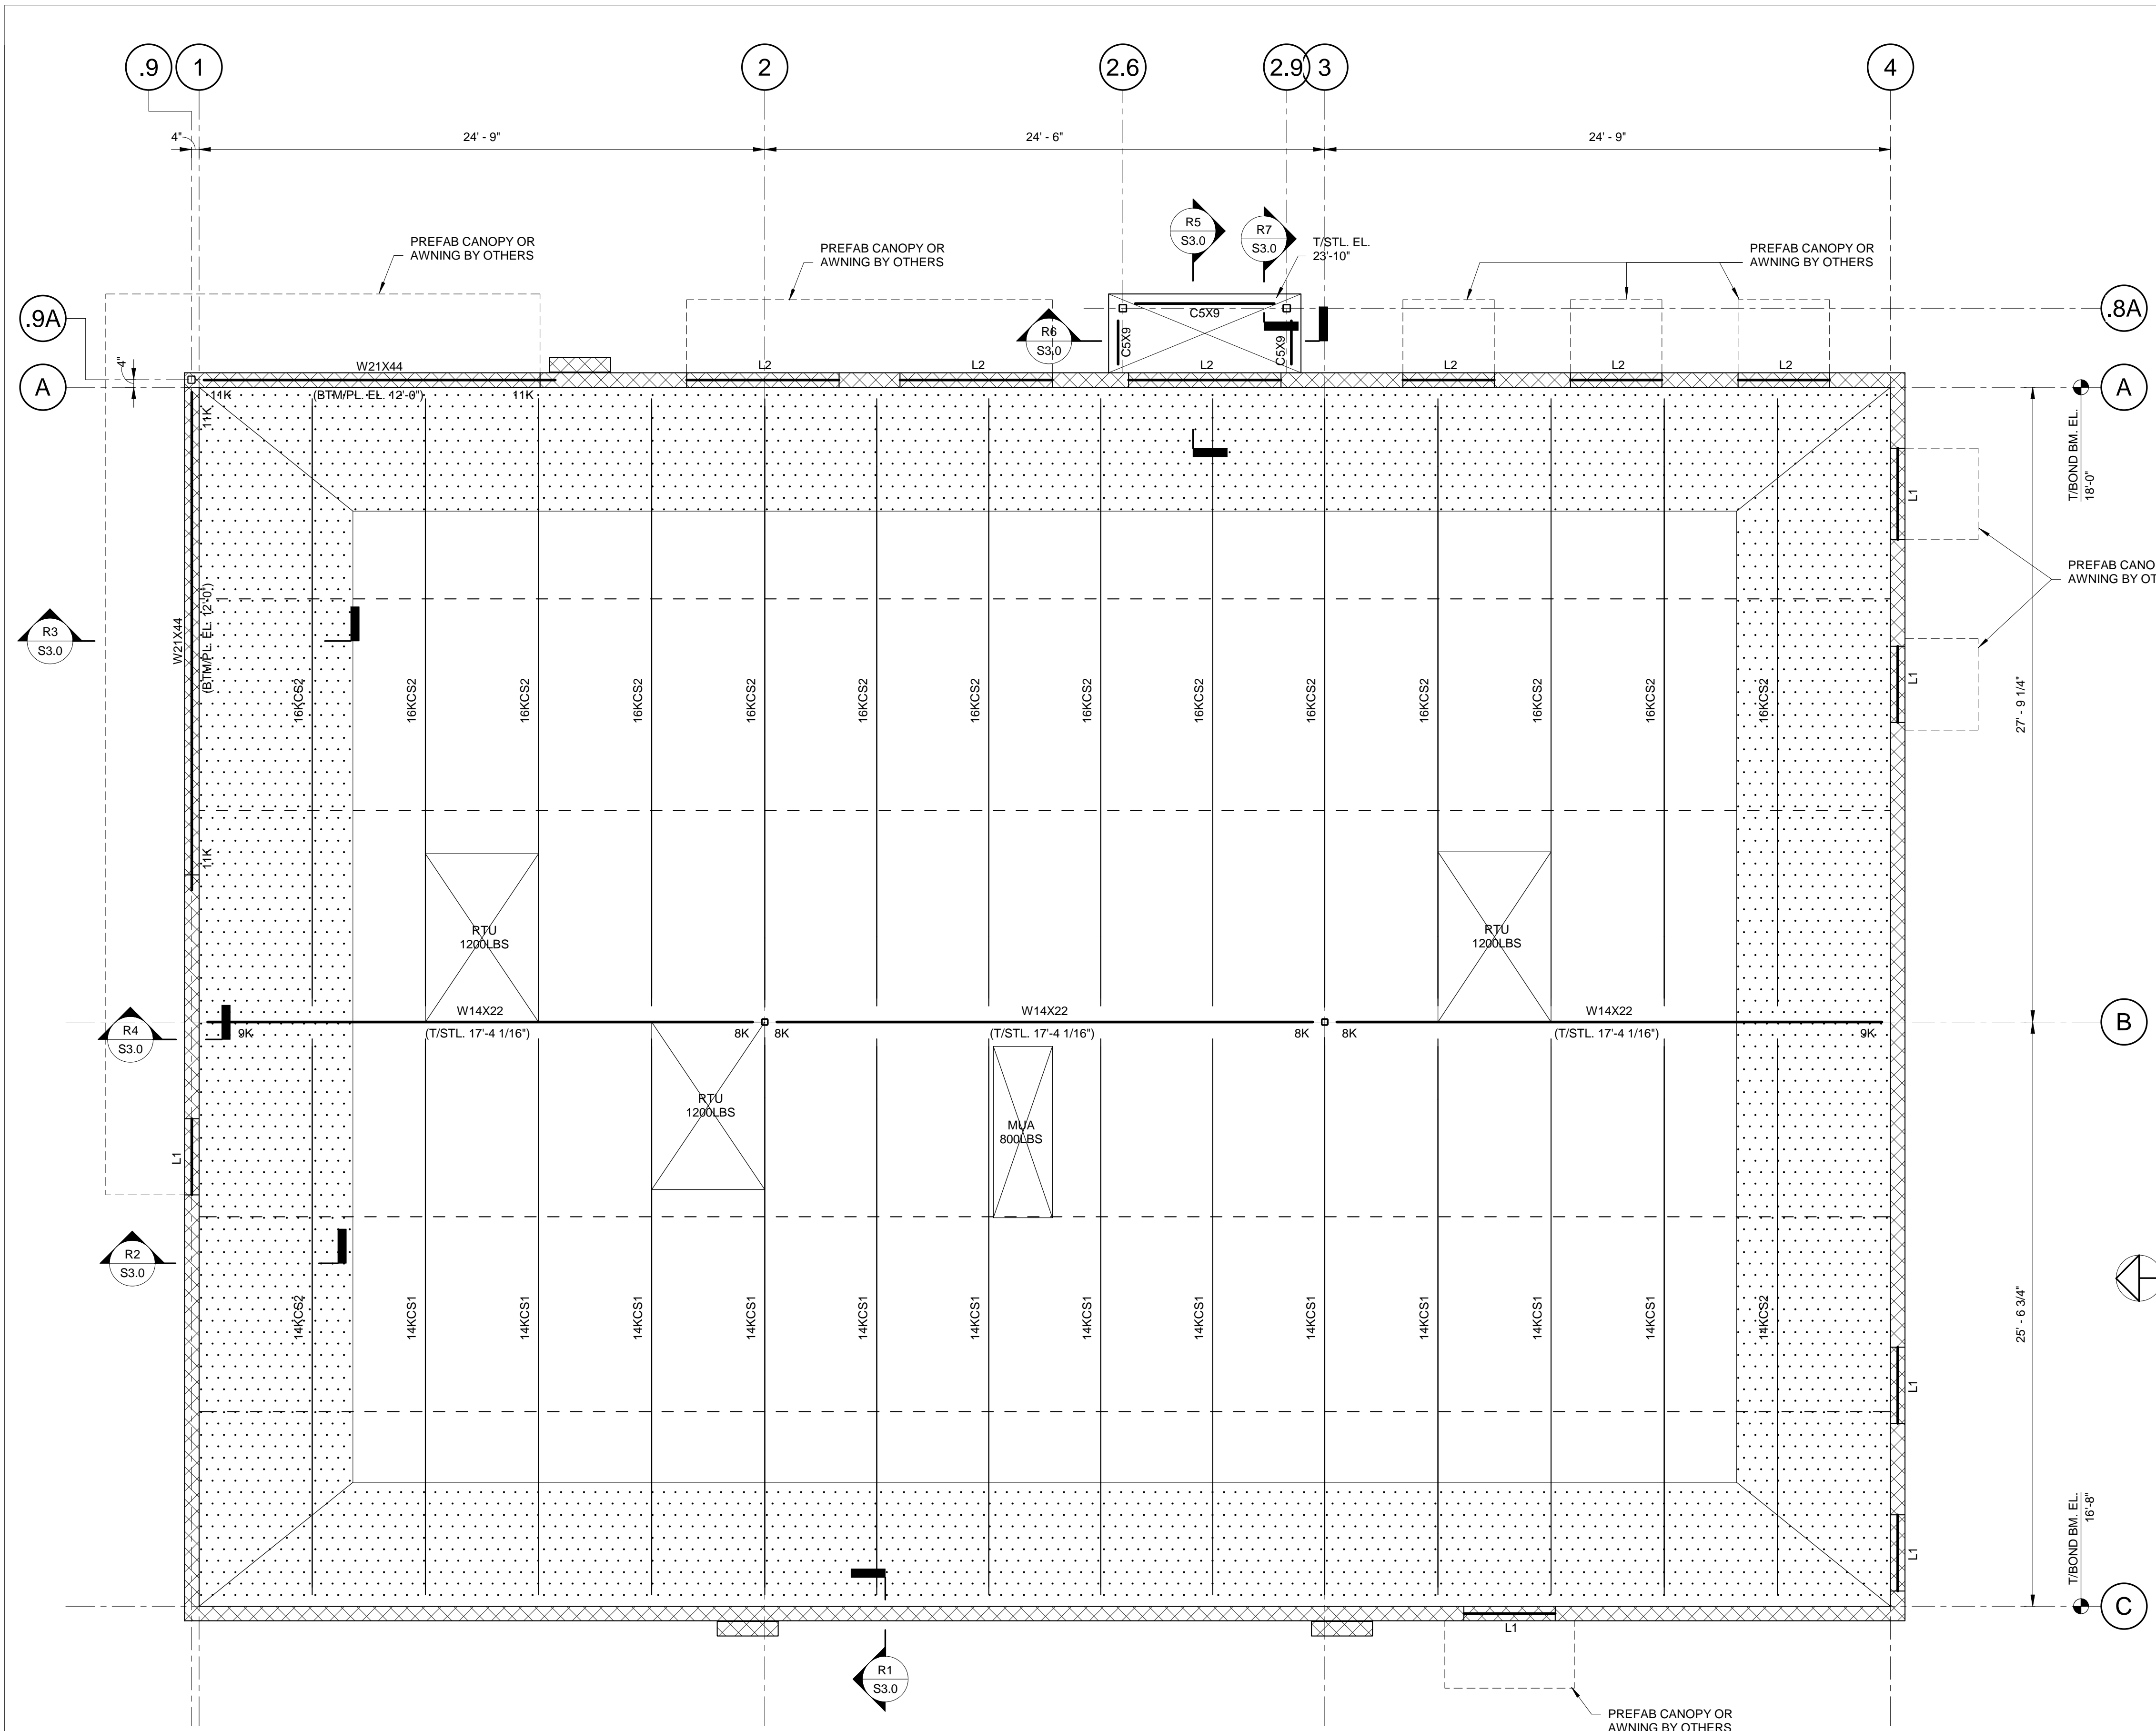 .9
1
2
2.6
2.9
3
4
4"
24' - 9"
24' - 6"
24' - 9"
R5
S3.0
R7
S3.0
T/STL. EL.
23'-10"
PREFAB CANOPY OR
AWNING BY OTHERS
PREFAB CANOPY OR
AWNING BY OTHERS
PREFAB CANOPY OR
AWNING BY OTHERS
.9A
.8A
C5X9
R6
S3.0
C5X9
C5X9
4"
A
W21X44
L2
L2
L2
L2
L2
L2
A
11K
(BTM/PL. EL. 12'-0")
11K
11K
T/BOND BM. EL.
18'-0"
L1
PREFAB CANO
AWNING BY OT
R3
S3.0
W21X44
(BTM/PL. EL. 12'-0")
16KCS2
16KCS2
16KCS2
16KCS2
16KCS2
16KCS2
16KCS2
16KCS2
16KCS2
16KCS2
16KCS2
16KCS2
16KCS2
16KCS2
L1
27' - 9 1/4"
11K
RTU
1200LBS
RTU
1200LBS
W14X22
W14X22
W14X22
R4
S3.0
9K
(T/STL. 17'-4 1/16")
8K
8K
(T/STL. 17'-4 1/16")
8K
8K
(T/STL. 17'-4 1/16")
9K
B
RTU
1200LBS
MUA
800LBS
L1
R2
S3.0
14KCS2
14KCS1
14KCS1
14KCS1
14KCS1
14KCS1
14KCS1
14KCS1
14KCS1
14KCS1
14KCS1
14KCS1
14KCS1
14KCS2
L1
25' - 6 3/4"
L1
T/BOND BM. EL.
16'-8"
C
L1
R1
S3.0
PREFAB CANOPY OR
AWNING BY OTHERS